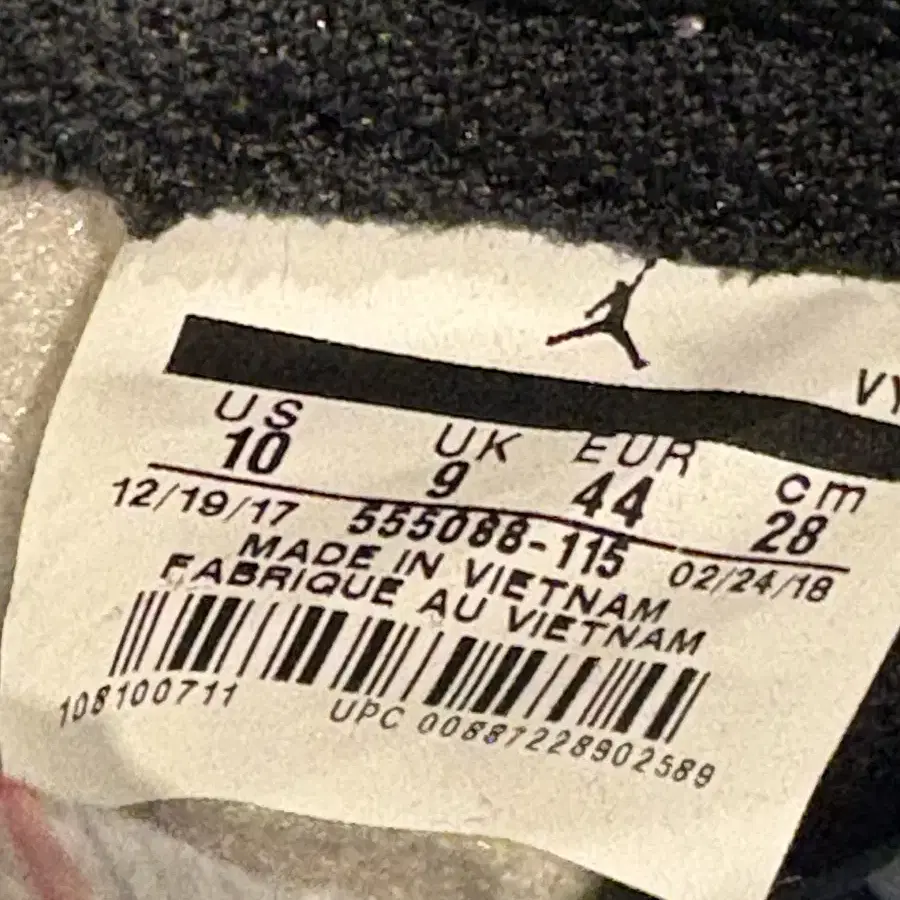 VY
US UK EUR cm
10 9 44 28
12/19/17 555088-115 02/24/18
MADE IN VIETNAM
FABRIQUE AU VIETNAM
108100711 UPC 00887228902589